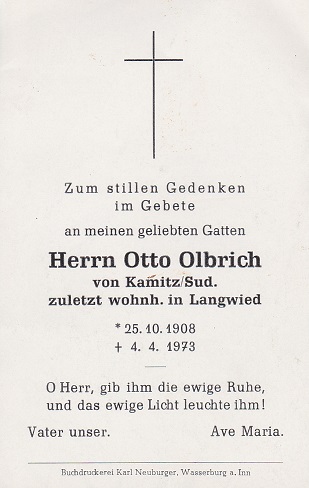 Zum stillen Gedenken
im Gebete
an meinen geliebten Gatten
Herrn Otto Olbrich
von Kamitz/Sud.
zuletzt wohnh. in Langwied
* 25. 10. 1908
+ 4. 4. 1973
O Herr, gib ihm die ewige Ruhe,
und das ewige Licht leuchte ihm!
Vater unser. Ave Maria.
Buchdruckerei Karl Neuburger, Wasserburg a. Inn